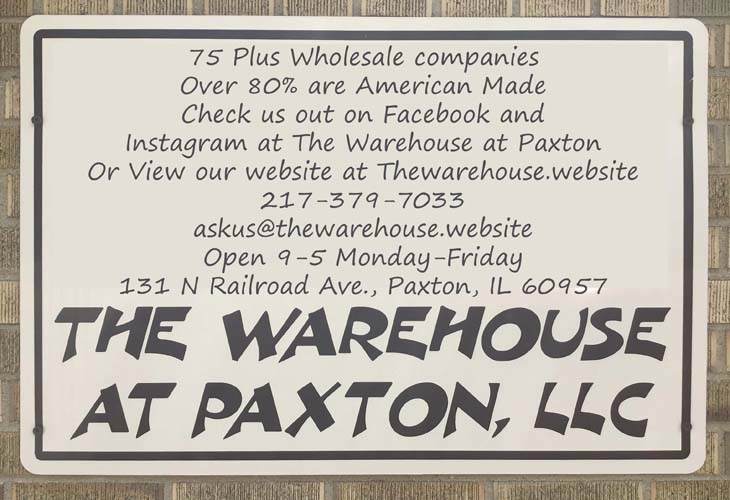 75 Plus Wholesale companies
Over 80% are American Made
Check us out on Facebook and
Instagram at The Warehouse at Paxton
Or View our website at Thewarehouse.website
217-379-7033
askus@thewarehouse.website
Open 9-5 Monday-Friday
131 N Railroad Ave., Paxton, IL 60957
THE WAREHOUSE
AT PAXTON, LLC